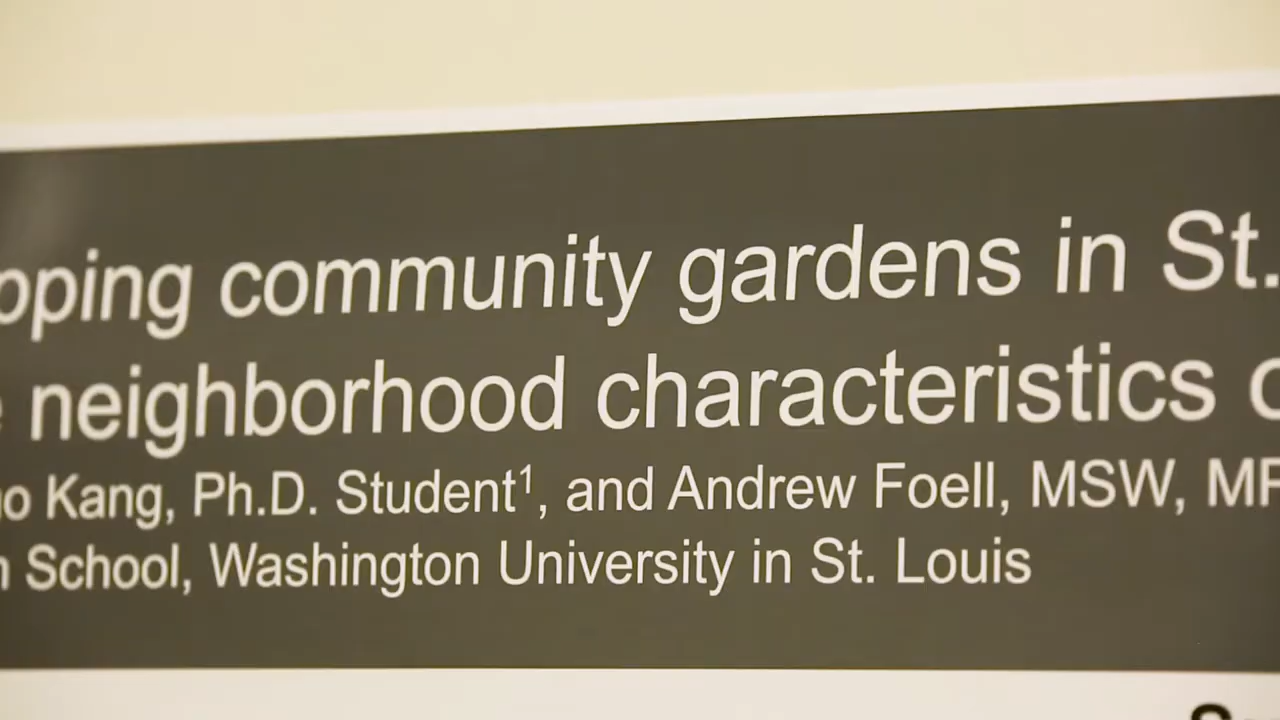 pping community gardens in St.
neighborhood characteristics
Kang, Ph.D. Student¹, and Andrew Foell, MSW,
School, Washington University in St. Louis